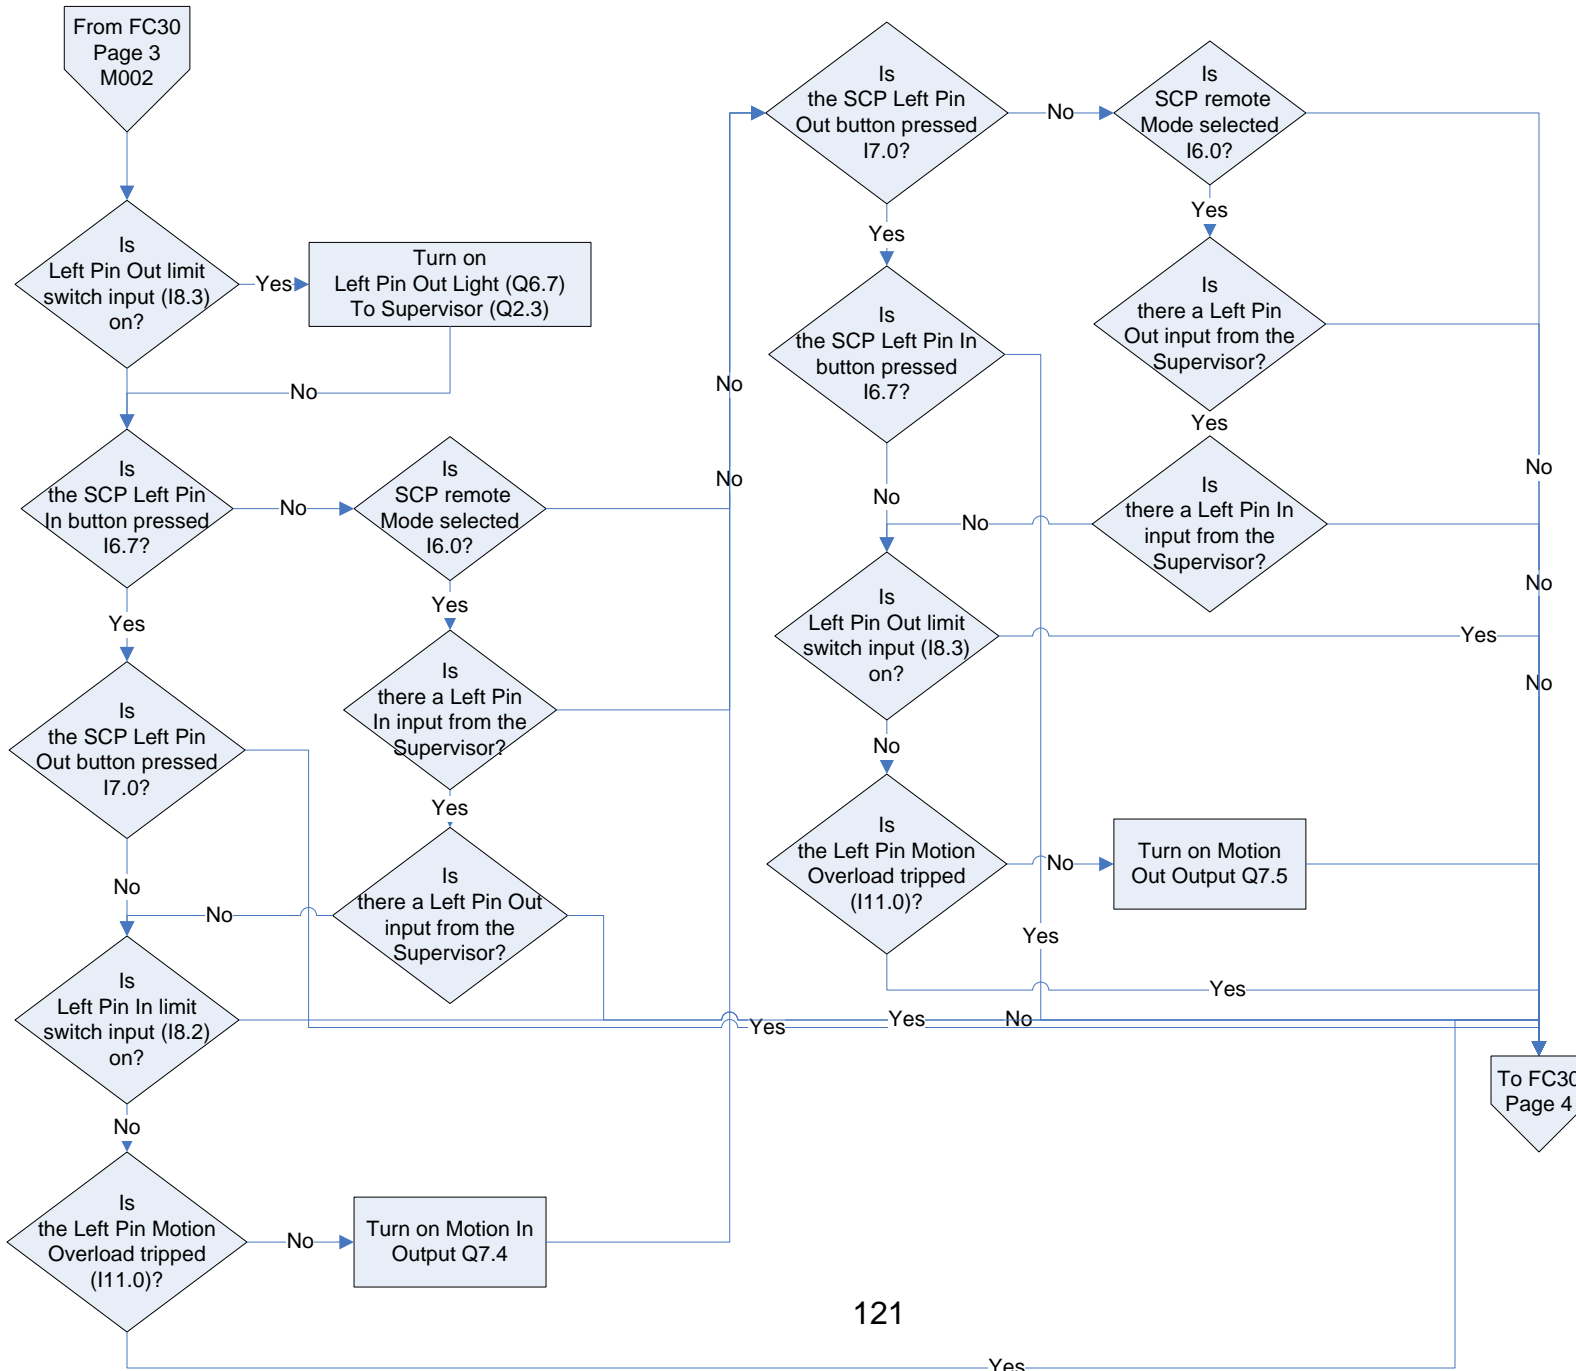 From FC30
Page 3
M002
Is
Left Pin Out limit
switch input (I8.3)
on?
Yes
Turn on
Left Pin Out Light (Q6.7)
To Supervisor (Q2.3)
No
Is
the SCP Left Pin
In button pressed
I6.7?
No
Is
SCP remote
Mode selected
I6.0?
No
No
Yes
Yes
Is
the SCP Left Pin
Out button pressed
I7.0?
Is
there a Left Pin
In input from the
Supervisor?
Yes
No
Is
there a Left Pin Out
input from the
Supervisor?
No
Is
Left Pin In limit
switch input (I8.2)
on?
Yes
Yes
No
No
Is
the Left Pin Motion
Overload tripped
(I11.0)?
No
Turn on Motion In
Output Q7.4
Yes
Is
the SCP Left Pin
Out button pressed
I7.0?
No
Is
SCP remote
Mode selected
I6.0?
Yes
Yes
Is
the SCP Left Pin In
button pressed
I6.7?
Is
there a Left Pin
Out input from the
Supervisor?
Yes
No
No
Is
there a Left Pin In
input from the
Supervisor?
No
No
No
Is
Left Pin Out limit
switch input (I8.3)
on?
Yes
No
Is
the Left Pin Motion
Overload tripped
(I11.0)?
No
Turn on Motion
Out Output Q7.5
Yes
Yes
To FC30
Page 4
121